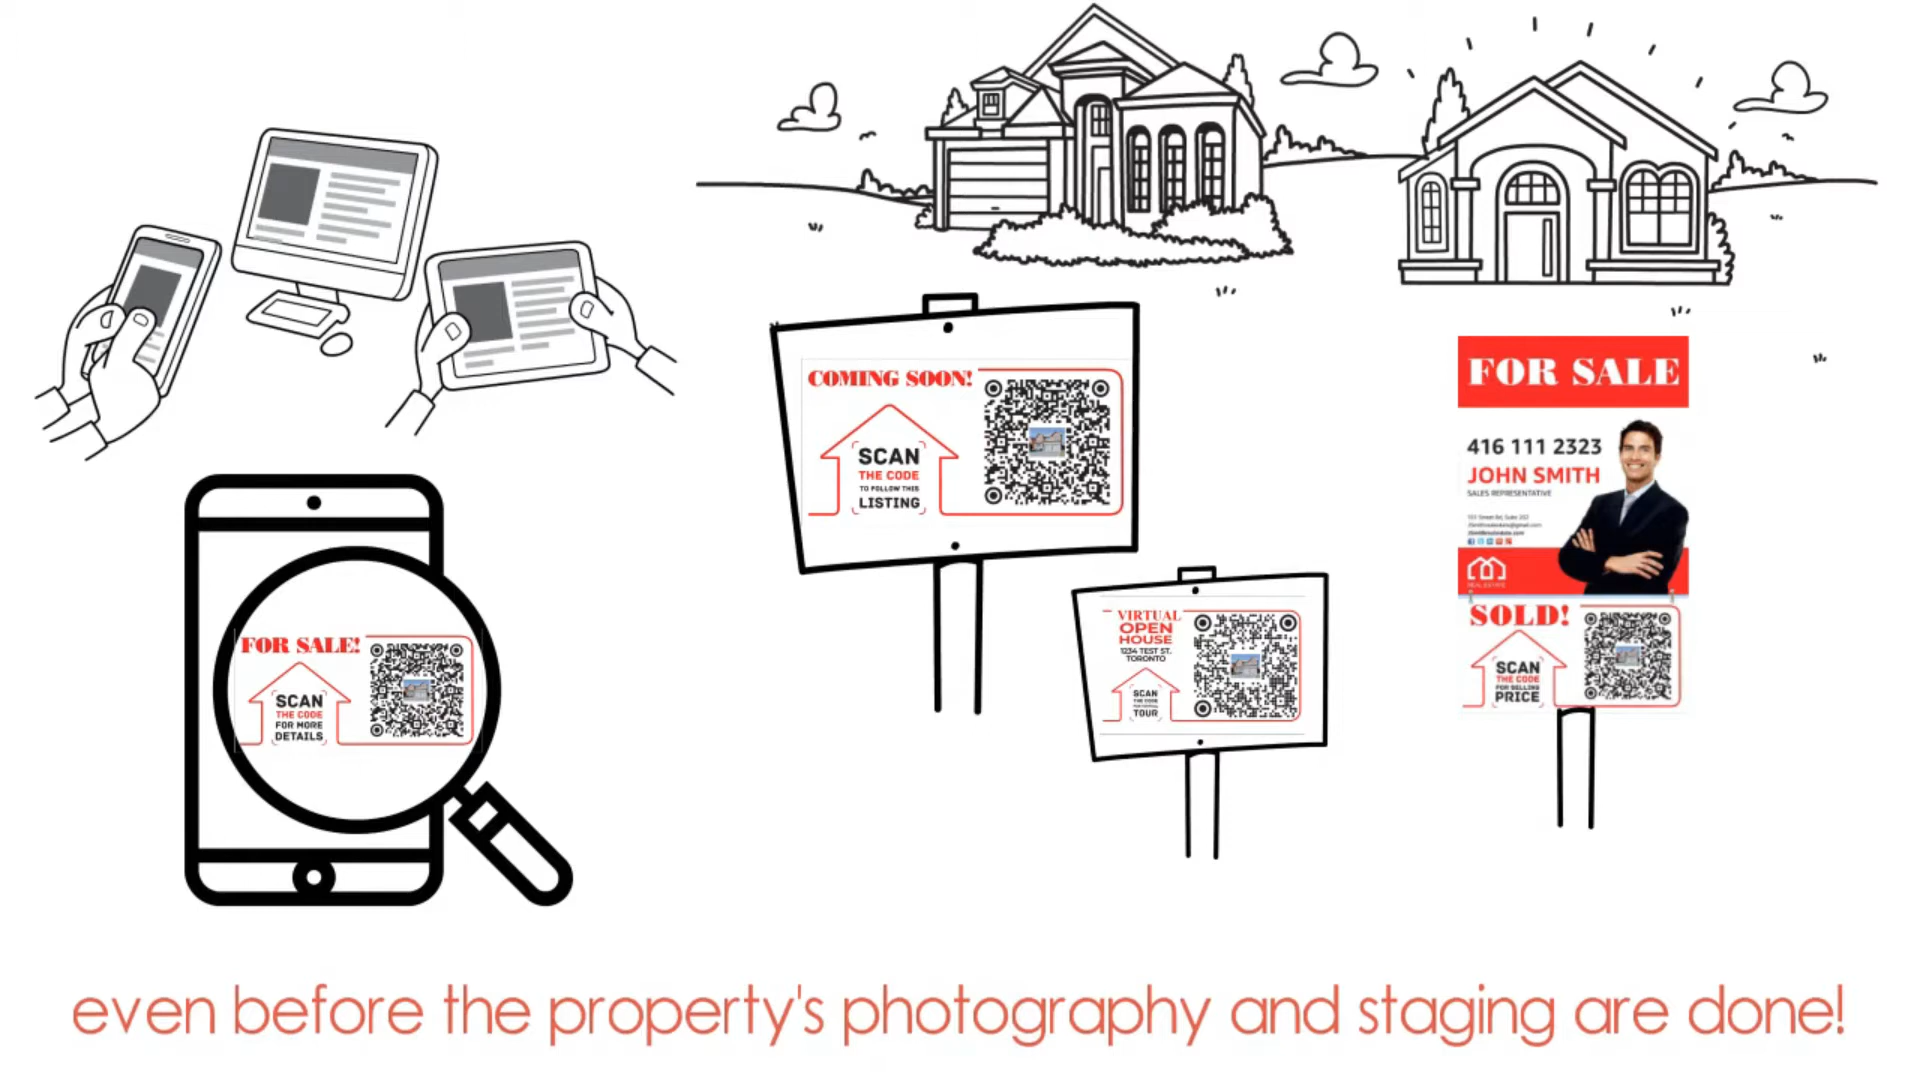 COMING SOON!
SCAN
THE CODE
TO FOLLOW THIS
LISTING
FOR SALE
416 111 2323
JOHN SMITH
SALES REPRESENTATIVE
SOLD!
SCAN
THE CODE
FOR SELLING
PRICE
VIRTUAL
OPEN
HOUSE
1234 TEST ST.
TORONTO
SCAN
THE CODE
TOUR
FOR SALE!
SCAN
THE CODE
FOR MORE
DETAILS
even before the property's photography and staging are done!